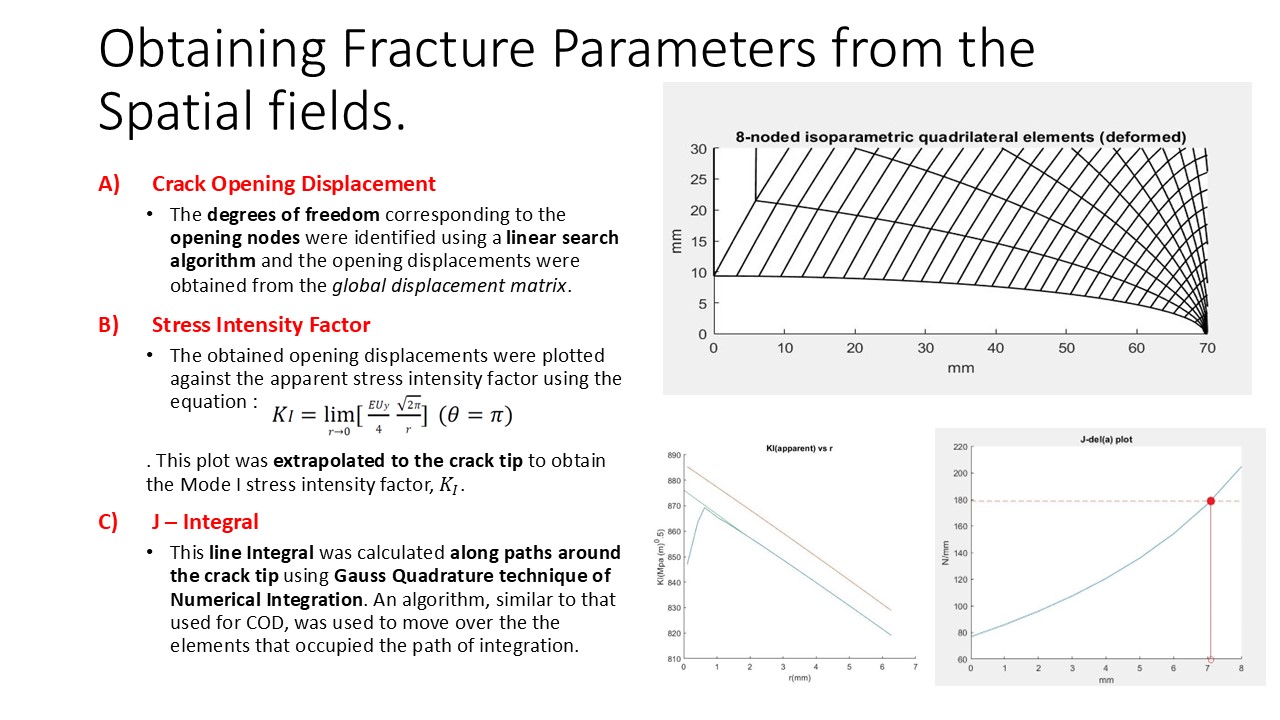 Obtaining Fracture Parameters from the
Spatial fields.
A) Crack Opening Displacement
• The degrees of freedom corresponding to the
opening nodes were identified using a linear search
algorithm and the opening displacements were
obtained from the global displacement matrix.
B) Stress Intensity Factor
• The obtained opening displacements were plotted
against the apparent stress intensity factor using the
equation : K_I = lim_{r→0} [ EU_y/4 √2π/r ] (θ = π)
. This plot was extrapolated to the crack tip to obtain
the Mode I stress intensity factor, K_I.
C) J – Integral
• This line Integral was calculated along paths around
the crack tip using Gauss Quadrature technique of
Numerical Integration. An algorithm, similar to that
used for COD, was used to move over the the
elements that occupied the path of integration.
8-noded isoparametric quadrilateral elements (deformed)
30
25
20
15
10
5
0
mm
0 10 20 30 40 50 60 70
mm
KI(apparent) vs r
890
880
870
860
850
840
830
820
810
Ki(Mpa (m)^0.5)
0 1 2 3 4 5 6 7
r(mm)
J-del(a) plot
220
200
180
160
140
120
100
80
60
N/mm
0 1 2 3 4 5 6 7 8
mm